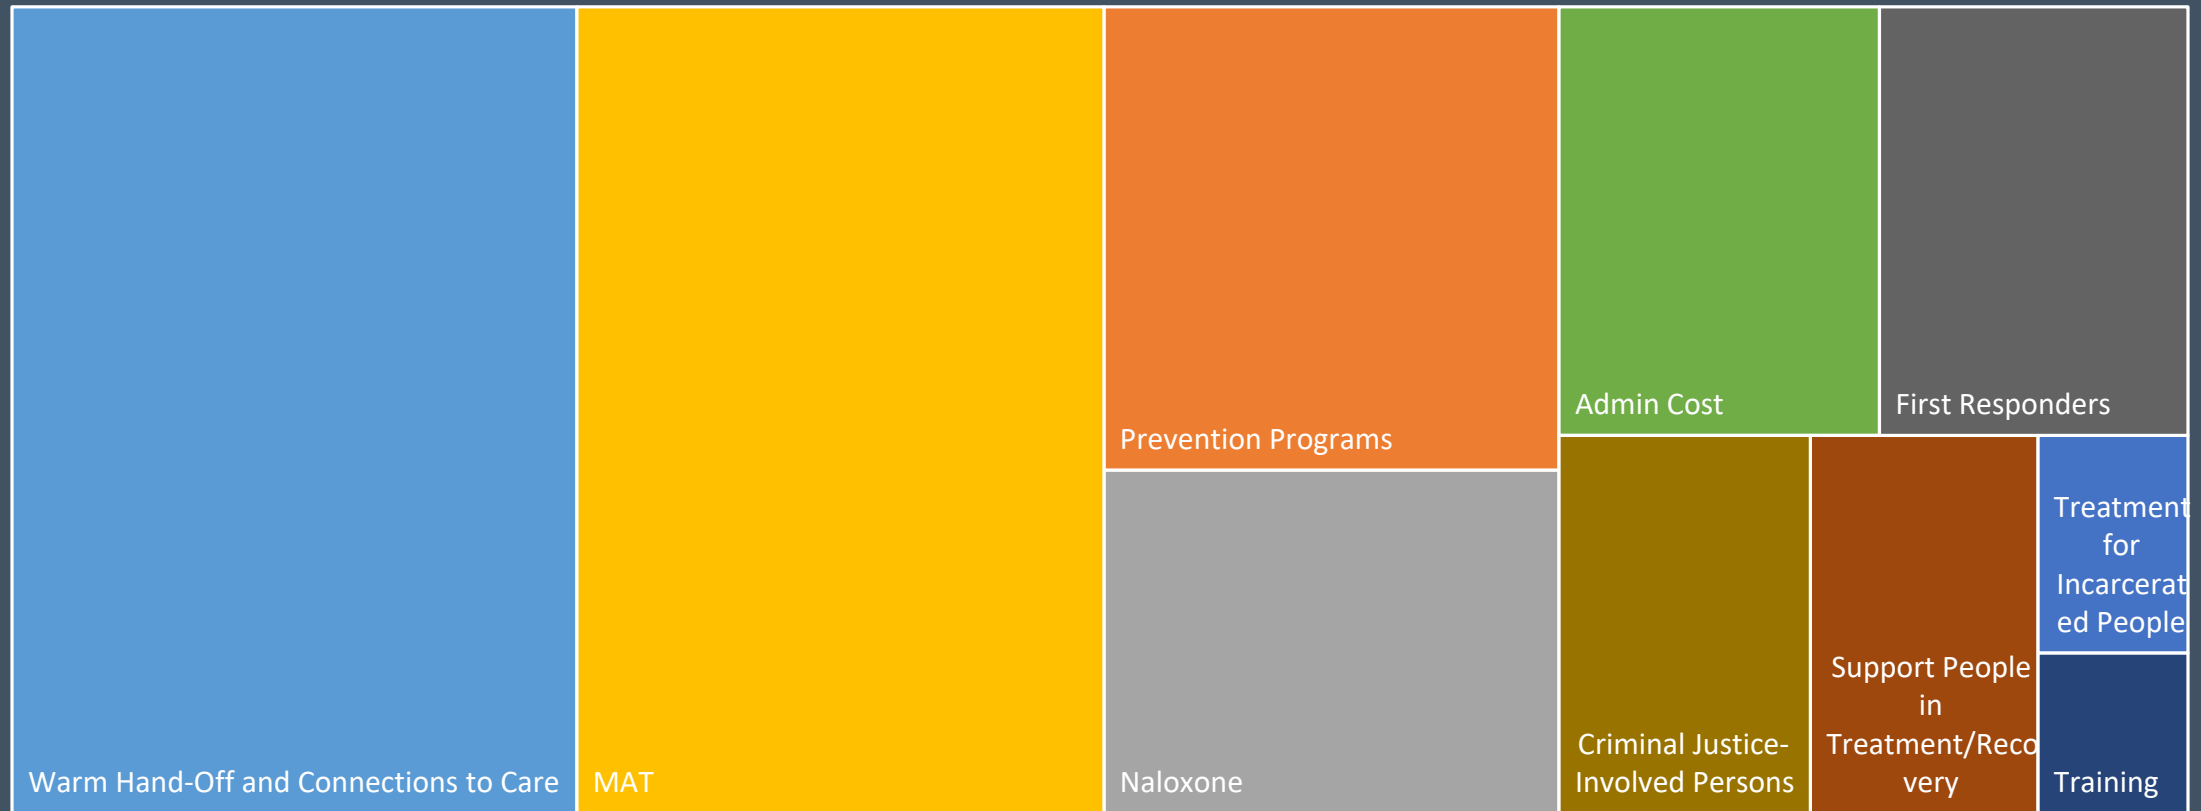 Warm Hand-Off and Connections to Care
MAT
Prevention Programs
Naloxone
Admin Cost
First Responders
Criminal Justice-
Involved Persons
Support People
in
Treatment/Reco
very
Treatment
for
Incarcerat
ed People
Training